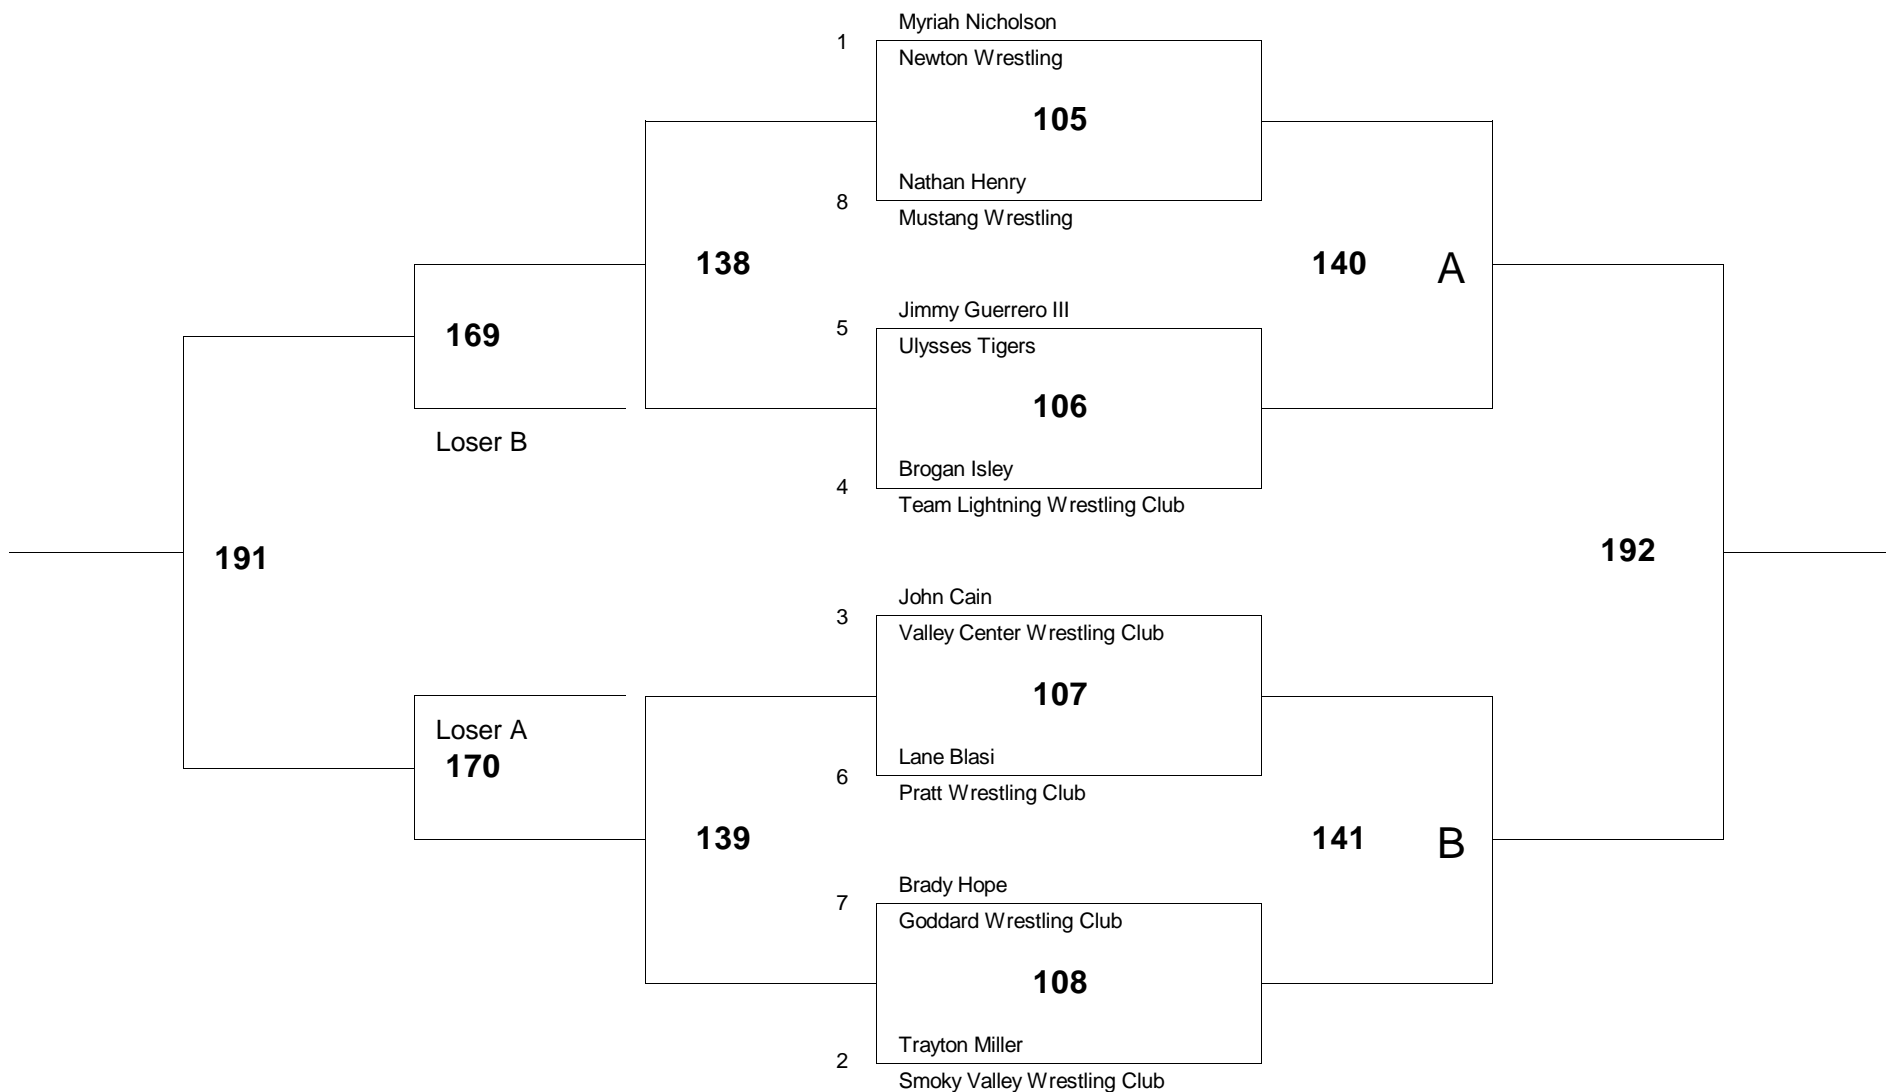 Myriah Nicholson
1
Newton Wrestling
105
Nathan Henry
8
Mustang Wrestling
138
140
A
Jimmy Guerrero III
5
169
Ulysses Tigers
106
Loser B
Brogan Isley
4
Team Lightning Wrestling Club
191
192
John Cain
3
Valley Center Wrestling Club
107
Loser A
170
Lane Blasi
6
Pratt Wrestling Club
139
141
B
Brady Hope
7
Goddard Wrestling Club
108
Trayton Miller
2
Smoky Valley Wrestling Club